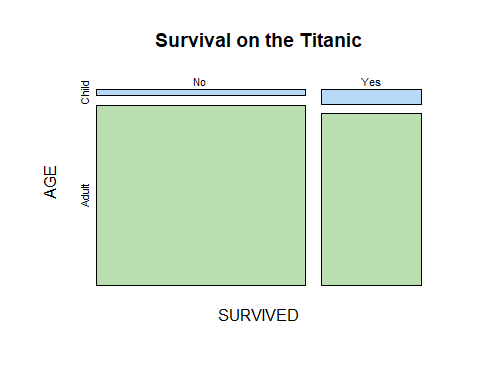 Survival on the Titanic
No
Yes
Child
Adult
AGE
SURVIVED